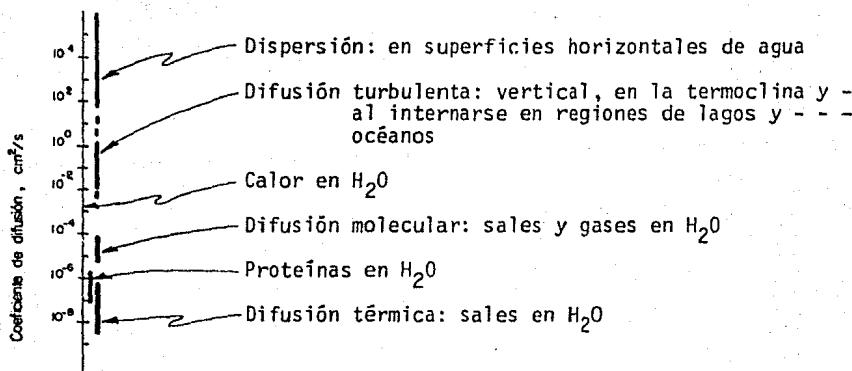 Coeficiente de difusión, cm²/s
10⁴
10²
10⁰
10⁻²
10⁻⁴
10⁻⁶
10⁻⁸
Dispersión: en superficies horizontales de agua
Difusión turbulenta: vertical, en la termoclina y -
al internarse en regiones de lagos y - - -
océanos
Calor en H₂O
Difusión molecular: sales y gases en H₂O
Proteínas en H₂O
Difusión térmica: sales en H₂O